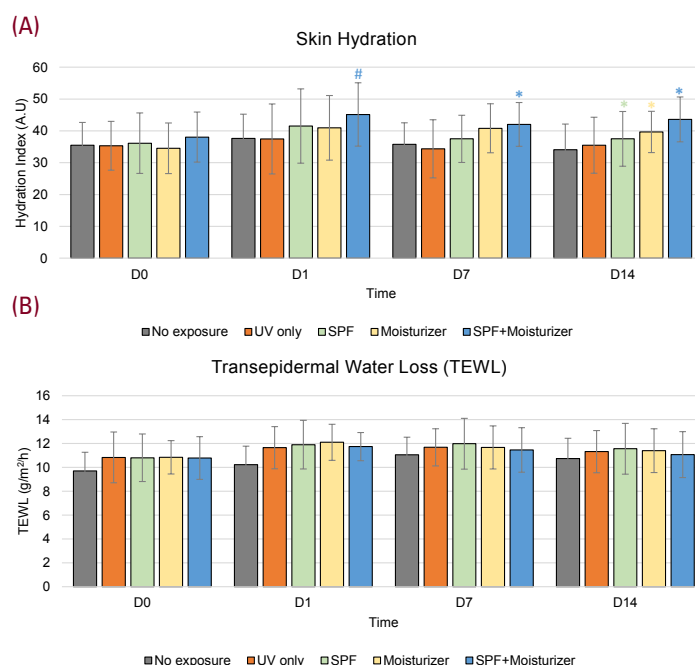 (A)
Skin Hydration
60
50
40
30
20
10
0
Hydration Index (A.U)
#
*
* * *
D0 D1 D7 D14
Time
(B)
■No exposure ■UV only ■SPF ■Moisturizer ■SPF+Moisturizer
Transepidermal Water Loss (TEWL)
16
14
12
10
8
6
4
2
0
TEWL (g/m²/h)
D0 D1 D7 D14
Time
■No exposure ■UV only ■SPF ■Moisturizer ■SPF+Moisturizer